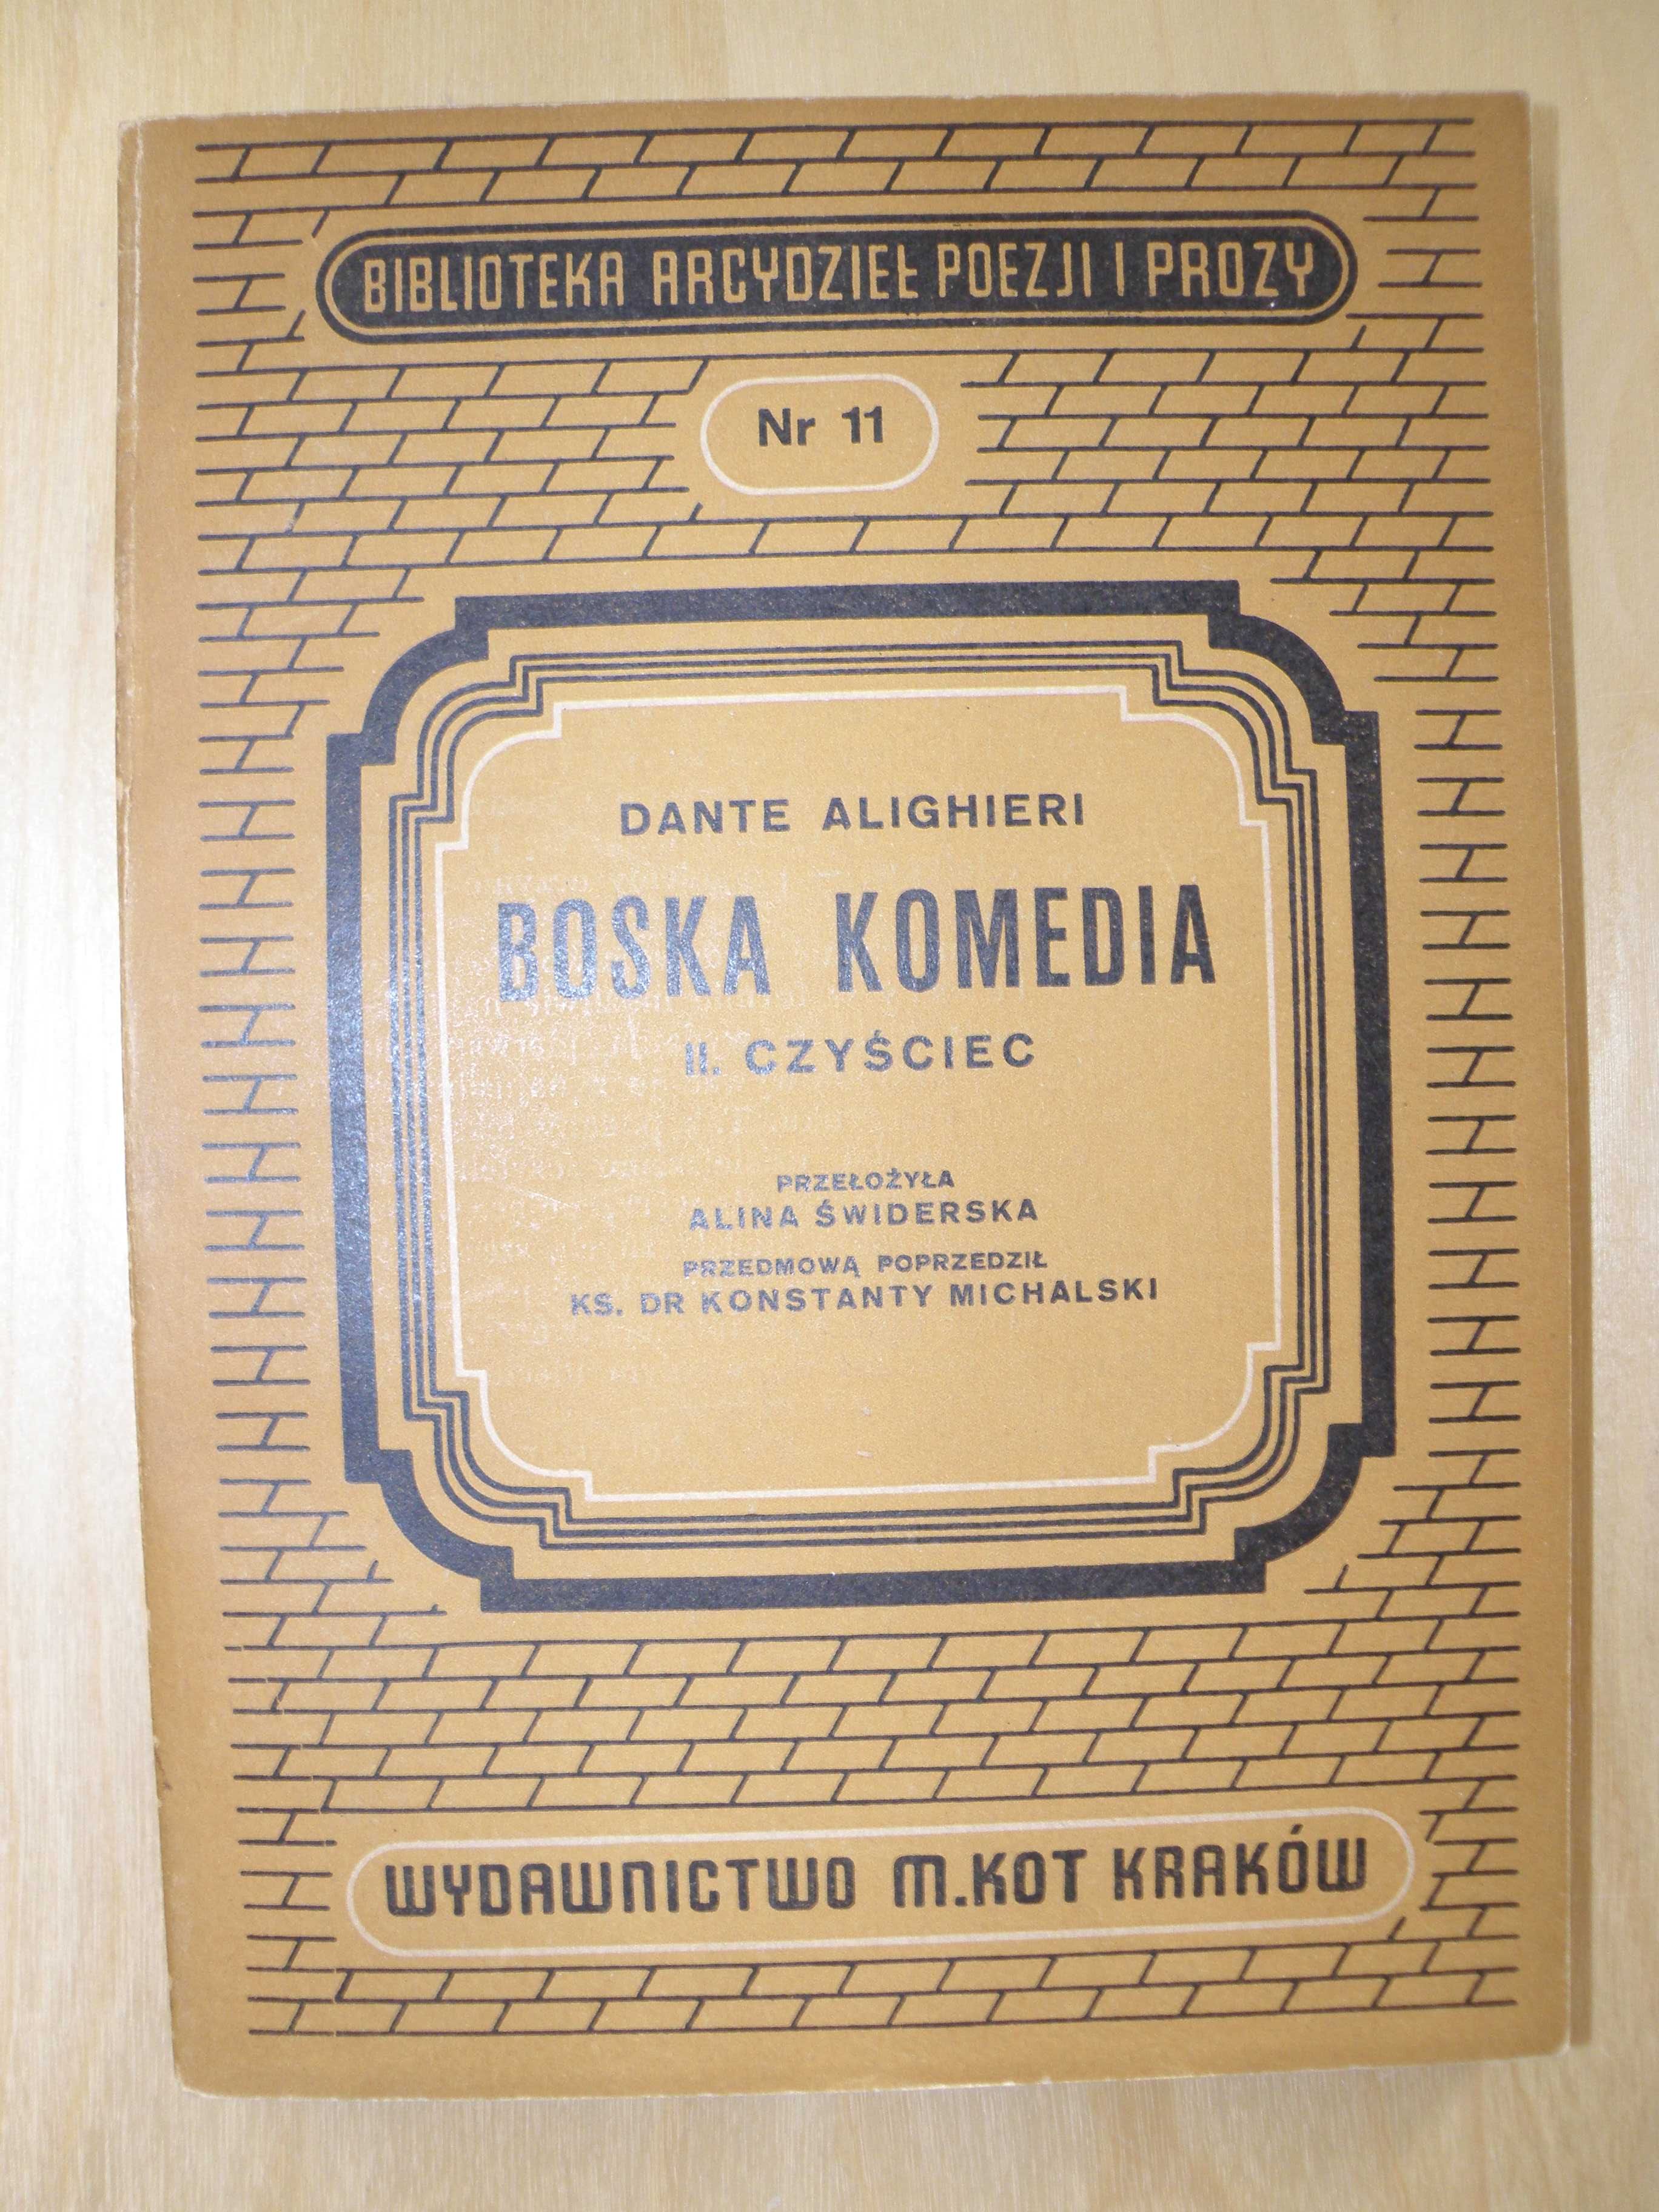 BIBLIOTEKA ARCYDZIEŁ POEZJI I PROZY
Nr 11
DANTE ALIGHIERI
BOSKA KOMEDIA
II. CZYŚCIEC
PRZEŁOŻYŁA
ALINA ŚWIDERSKA
PRZEDMOWĄ POPRZEDZIŁ
KS. DR KONSTANTY MICHALSKI
WYDAWNICTWO M.KOT KRAKÓW